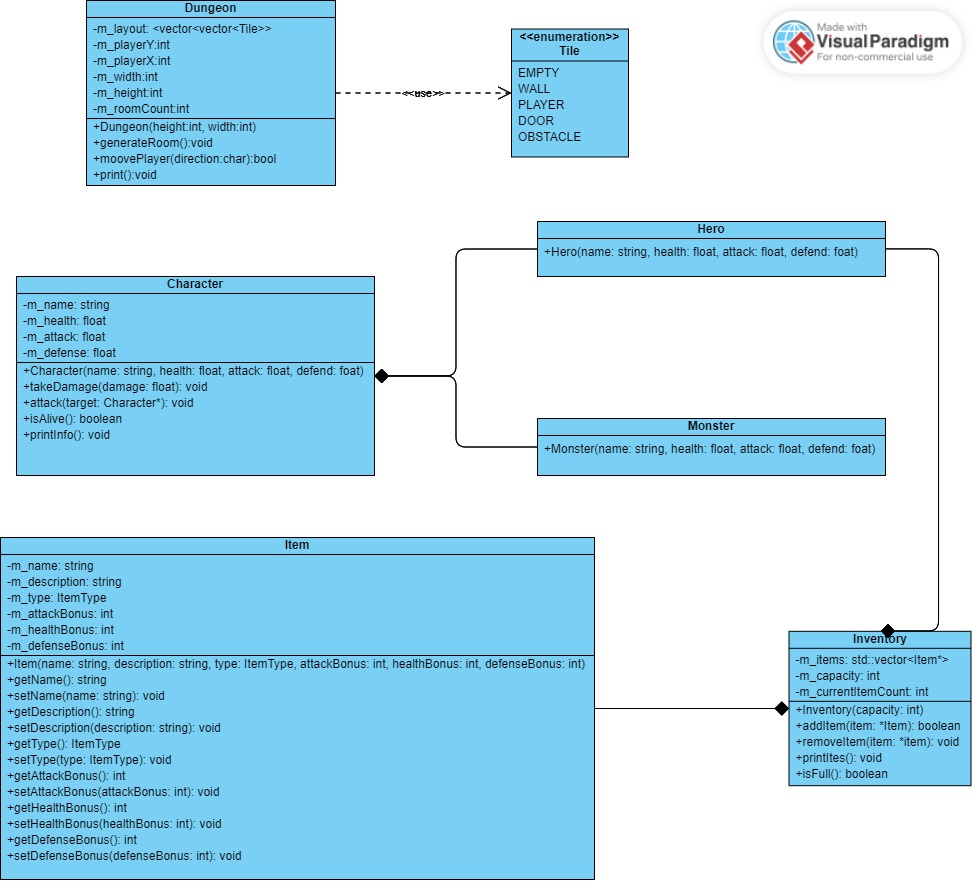 Dungeon
-m_layout: <vector<vector<Tile>>
-m_playerY:int
-m_playerX:int
-m_width:int
-m_height:int
-m_roomCount:int
+Dungeon(height:int, width:int)
+generateRoom():void
+moovePlayer(direction:char):bool
+print():void
<<use>>
<<enumeration>>
Tile
EMPTY
WALL
PLAYER
DOOR
OBSTACLE
Made with
Visual Paradigm
For non-commercial use
Hero
+Hero(name: string, health: float, attack: float, defend: foat)
Character
-m_name: string
-m_health: float
-m_attack: float
-m_defense: float
+Character(name: string, health: float, attack: float, defend: foat)
+takeDamage(damage: float): void
+attack(target: Character*): void
+isAlive(): boolean
+printInfo(): void
Monster
+Monster(name: string, health: float, attack: float, defend: foat)
Item
-m_name: string
-m_description: string
-m_type: ItemType
-m_attackBonus: int
-m_healthBonus: int
-m_defenseBonus: int
+Item(name: string, description: string, type: ItemType, attackBonus: int, healthBonus: int, defenseBonus: int)
+getName(): string
+setName(name: string): void
+getDescription(): string
+setDescription(description: string): void
+getType(): ItemType
+setType(type: ItemType): void
+getAttackBonus(): int
+setAttackBonus(attackBonus: int): void
+getHealthBonus(): int
+setHealthBonus(healthBonus: int): void
+getDefenseBonus(): int
+setDefenseBonus(defenseBonus: int): void
Inventory
-m_items: std::vector<Item*>
-m_capacity: int
-m_currentItemCount: int
+Inventory(capacity: int)
+addItem(item: *Item): boolean
+removeItem(item: *item): void
+printItes(): void
+isFull(): boolean